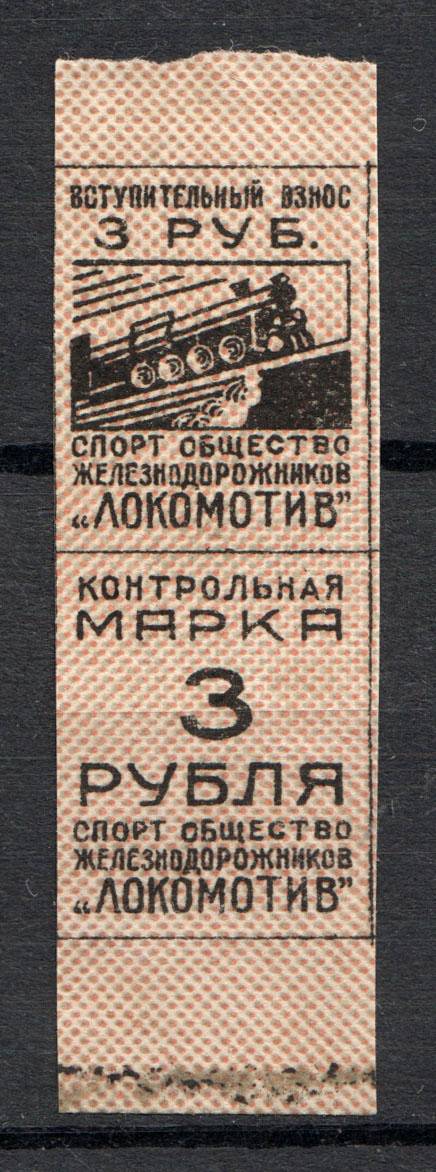 ВСТУПИТЕЛЬНЫЙ ВЗНОС
3 РУБ.
СПОРТ ОБЩЕСТВО
ЖЕЛЕЗНОДОРОЖНИКОВ
„ЛОКОМОТИВ"
КОНТРОЛЬНАЯ
МАРКА
3
РУБЛЯ
СПОРТ ОБЩЕСТВО
ЖЕЛЕЗНОДОРОЖНИКОВ
„ЛОКОМОТИВ"